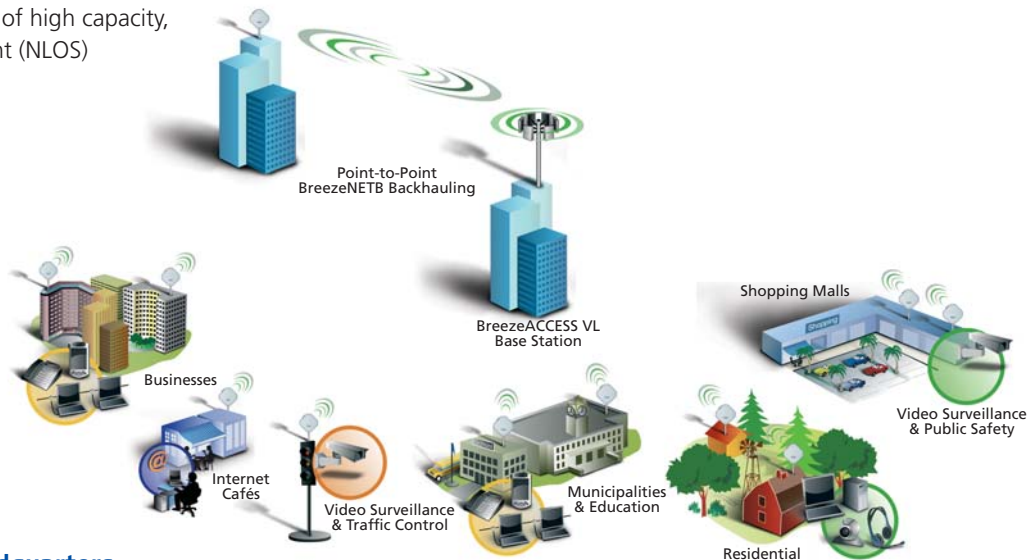 of high capacity,
nt (NLOS)
Point-to-Point
BreezeNETB Backhauling
BreezeACCESS VL
Base Station
Shopping Malls
Shopping
Businesses
Video Surveillance
& Public Safety
@
Internet
Cafés
Video Surveillance
& Traffic Control
Municipalities
& Education
Residential